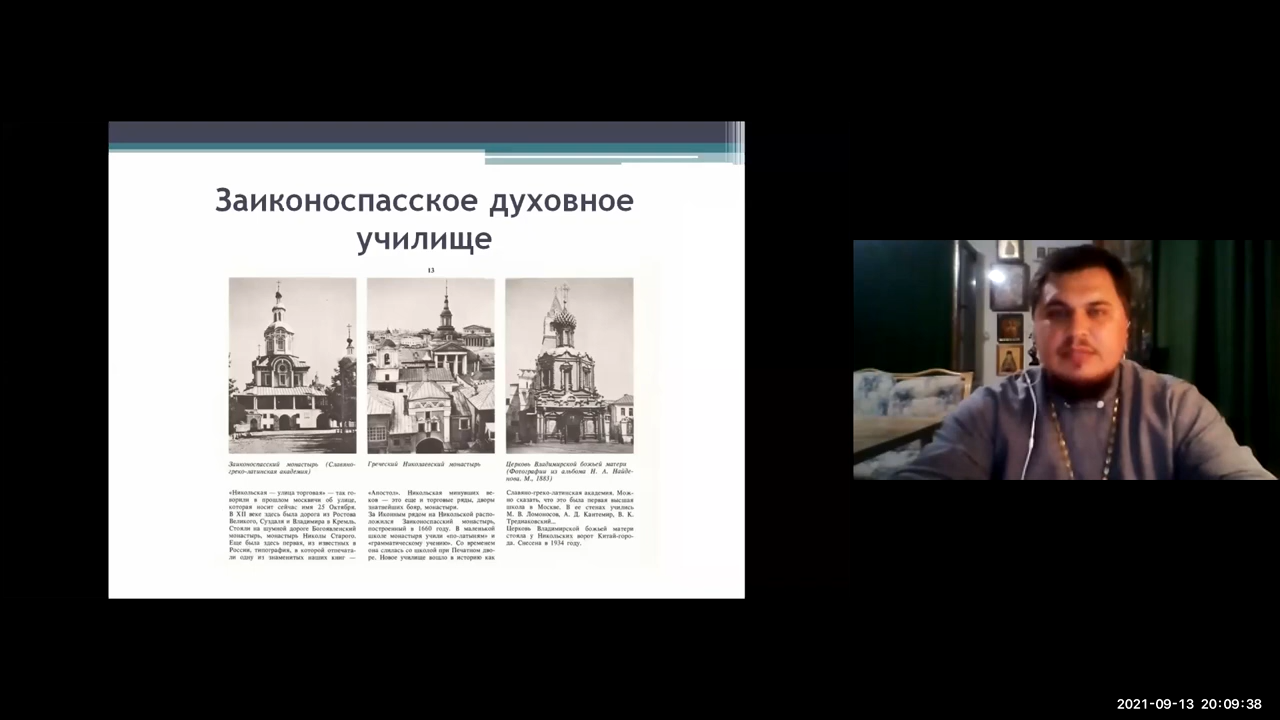 Заиконоспасское духовное
училище
13
Заиконоспасский монастырь (Славяно-
греко-латинская академия)
Греческий Николаевский монастырь
Церковь Владимирской божьей матери
(Фотографии из альбома Н. А. Найде-
нова. М., 1883)
«Никольская — улица торговая» — так го-
ворили в прошлом москвичи об улице,
которая носит сейчас имя 25 Октября.
В XII веке здесь была дорога из Ростова
Великого, Суздаля и Владимира в Кремль.
Стояли на шумной дороге Богоявленский
монастырь, монастырь Николы Старого.
Еще была здесь первая, из известных в
России, типография, в которой отпечата-
ли одну из знаменитых наших книг —
«Апостол». Никольская минувших ве-
ков — это еще и торговые ряды, дворы
знатнейших бояр, монастыри.
За Иконным рядом на Никольской распо-
ложился Заиконоспасский монастырь,
построенный в 1660 году. В маленькой
школе монастыря учили «по-латыням» и
«грамматическому учению». Со временем
она слилась со школой при Печатном дво-
ре. Новое училище вошло в историю как
Славяно-греко-латинская академия. Мож-
но сказать, что это была первая высшая
школа в Москве. В ее стенах учились
М. В. Ломоносов, А. Д. Кантемир, В. К.
Тредиаковский...
Церковь Владимирской божьей матери
стояла у Никольских ворот Китай-горо-
да. Снесена в 1934 году.
2021-09-13 20:09:38